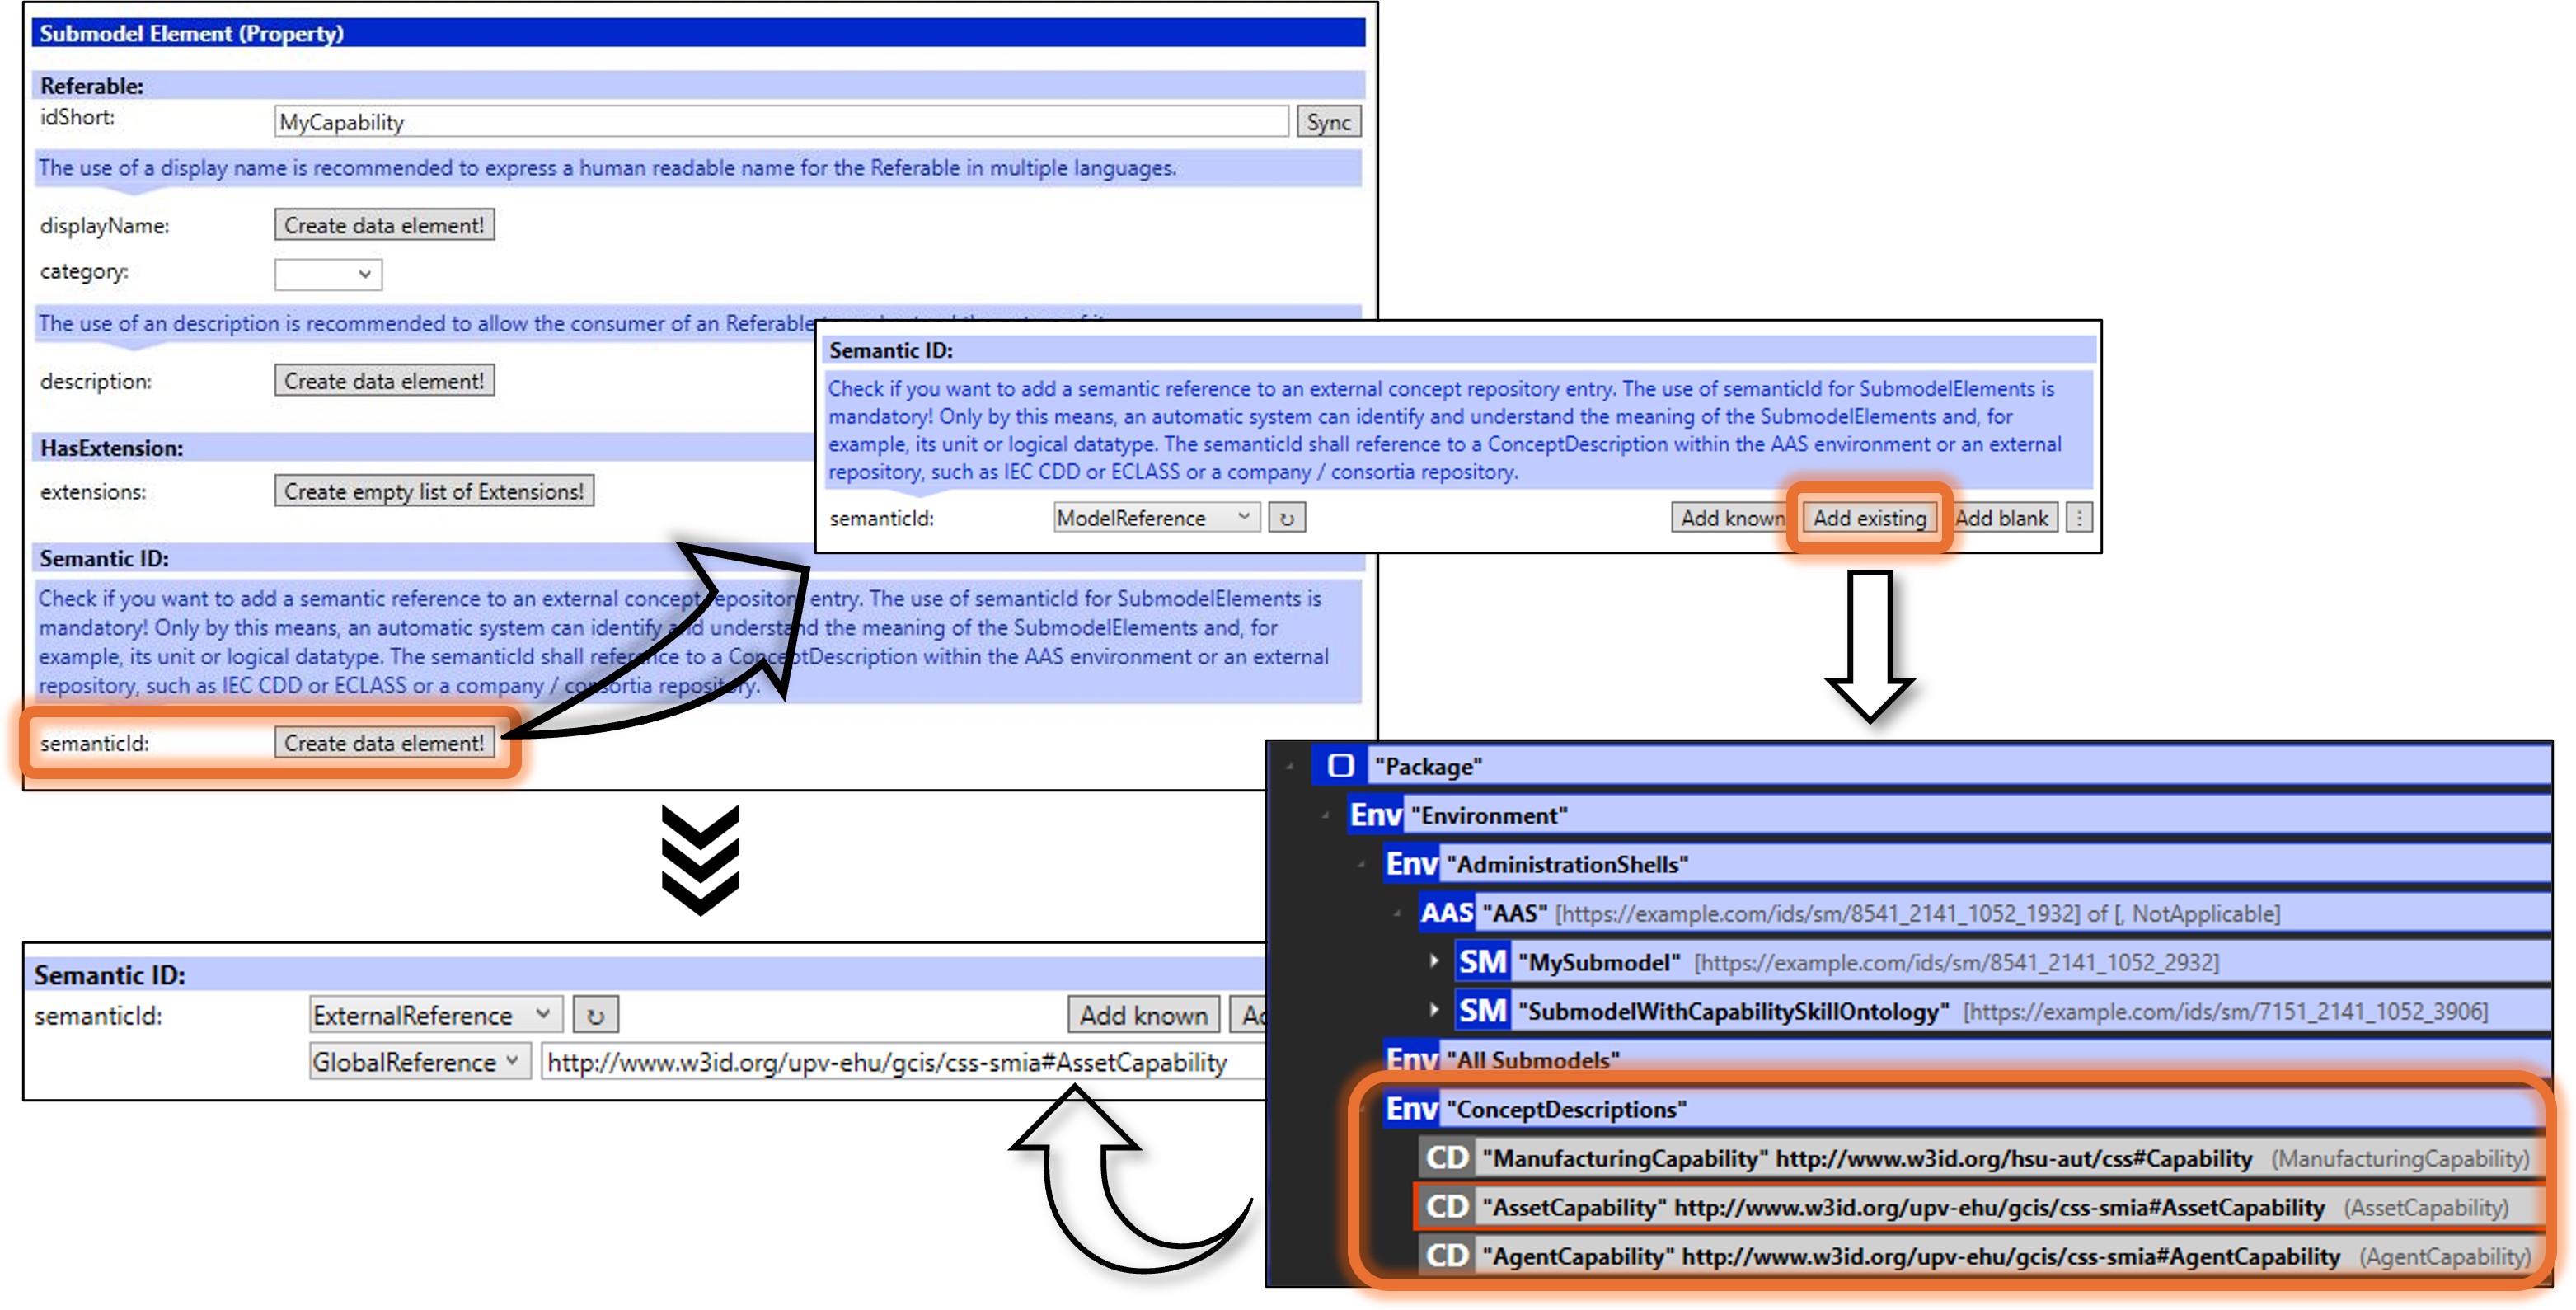 Submodel Element (Property)
Referable:
idShort:
MyCapability
Sync
The use of a display name is recommended to express a human readable name for the Referable in multiple languages.
displayName:
Create data element!
category:
The use of an description is recommended to allow the consumer of an Referable
description:
Create data element!
HasExtension:
extensions:
Create empty list of Extensions!
Semantic ID:
Check if you want to add a semantic reference to an external concept repository entry. The use of semanticId for SubmodelElements is
mandatory! Only by this means, an automatic system can identify and understand the meaning of the SubmodelElements and, for
example, its unit or logical datatype. The semanticId shall reference to a ConceptDescription within the AAS environment or an external
repository, such as IEC CDD or ECLASS or a company / consortia repository.
semanticId:
Create data element!
Semantic ID:
Check if you want to add a semantic reference to an external concept repository entry. The use of semanticId for SubmodelElements is
mandatory! Only by this means, an automatic system can identify and understand the meaning of the SubmodelElements and, for
example, its unit or logical datatype. The semanticId shall reference to a ConceptDescription within the AAS environment or an external
repository, such as IEC CDD or ECLASS or a company / consortia repository.
semanticId:
ModelReference
↻
Add known
Add existing
Add blank
⋮
"Package"
Env "Environment"
Env "AdministrationShells"
AAS "AAS" [https://example.com/ids/sm/8541_2141_1052_1932] of [, NotApplicable]
SM "MySubmodel" [https://example.com/ids/sm/8541_2141_1052_2932]
SM "SubmodelWithCapabilitySkillOntology" [https://example.com/ids/sm/7151_2141_1052_3906]
Env "All Submodels"
Env "ConceptDescriptions"
CD "ManufacturingCapability" http://www.w3id.org/hsu-aut/css#Capability (ManufacturingCapability)
CD "AssetCapability" http://www.w3id.org/upv-ehu/gcis/css-smia#AssetCapability (AssetCapability)
CD "AgentCapability" http://www.w3id.org/upv-ehu/gcis/css-smia#AgentCapability (AgentCapability)
Semantic ID:
semanticId:
ExternalReference
↻
Add known
GlobalReference
http://www.w3id.org/upv-ehu/gcis/css-smia#AssetCapability